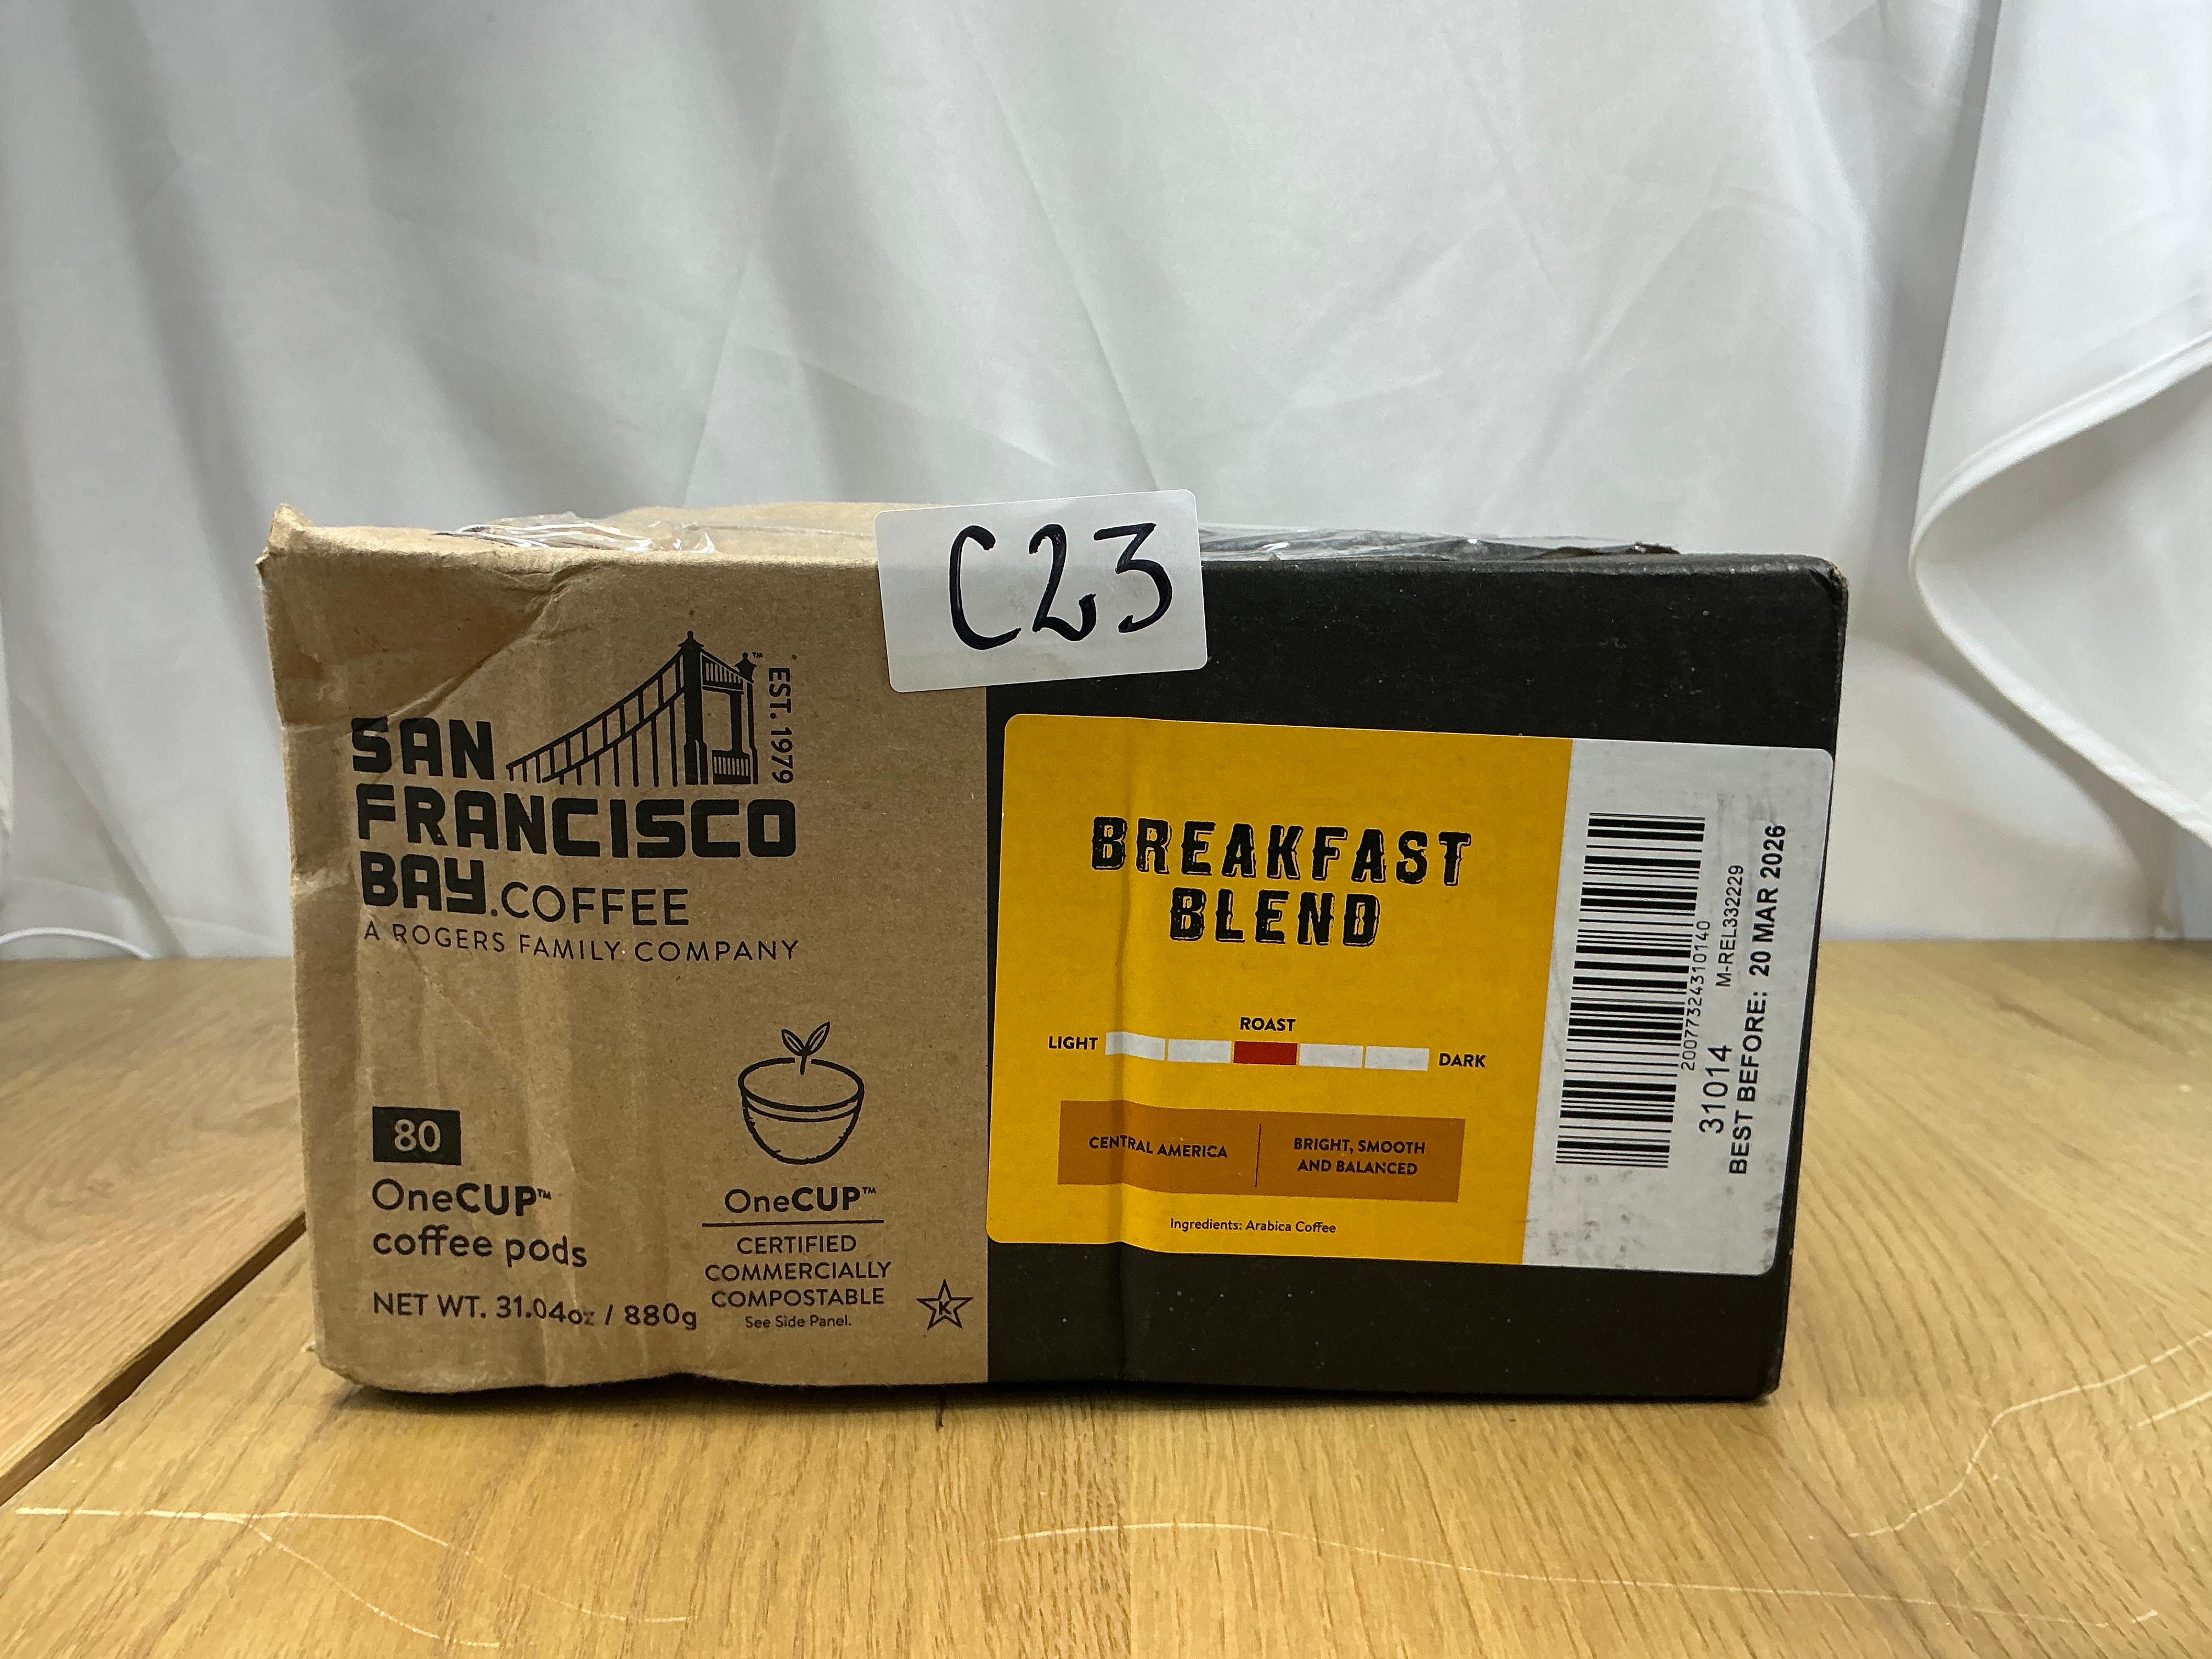 C23
SAN
FRANCISCO
BAY.COFFEE
™
EST. 1979
A ROGERS FAMILY COMPANY
80
OneCUP™
coffee pods
NET WT. 31.04oz / 880g
OneCUP™
CERTIFIED
COMMERCIALLY
COMPOSTABLE
See Side Panel.
K
BREAKFAST
BLEND
ROAST
LIGHT
DARK
CENTRAL AMERICA
BRIGHT, SMOOTH
AND BALANCED
Ingredients: Arabica Coffee
20077324310140
31014
M-REL332229
BEST BEFORE: 20 MAR 2026